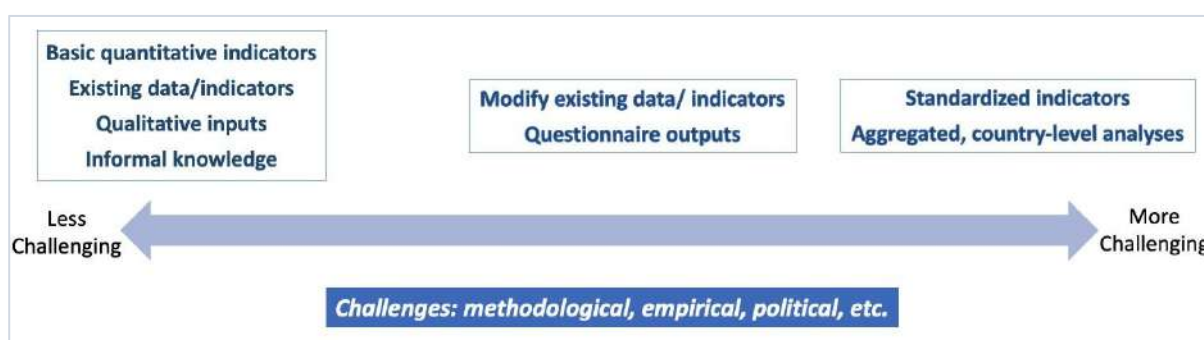 Basic quantitative indicators
Existing data/indicators
Qualitative inputs
Informal knowledge
Modify existing data/ indicators
Questionnaire outputs
Standardized indicators
Aggregated, country-level analyses
Less
Challenging
More
Challenging
Challenges: methodological, empirical, political, etc.